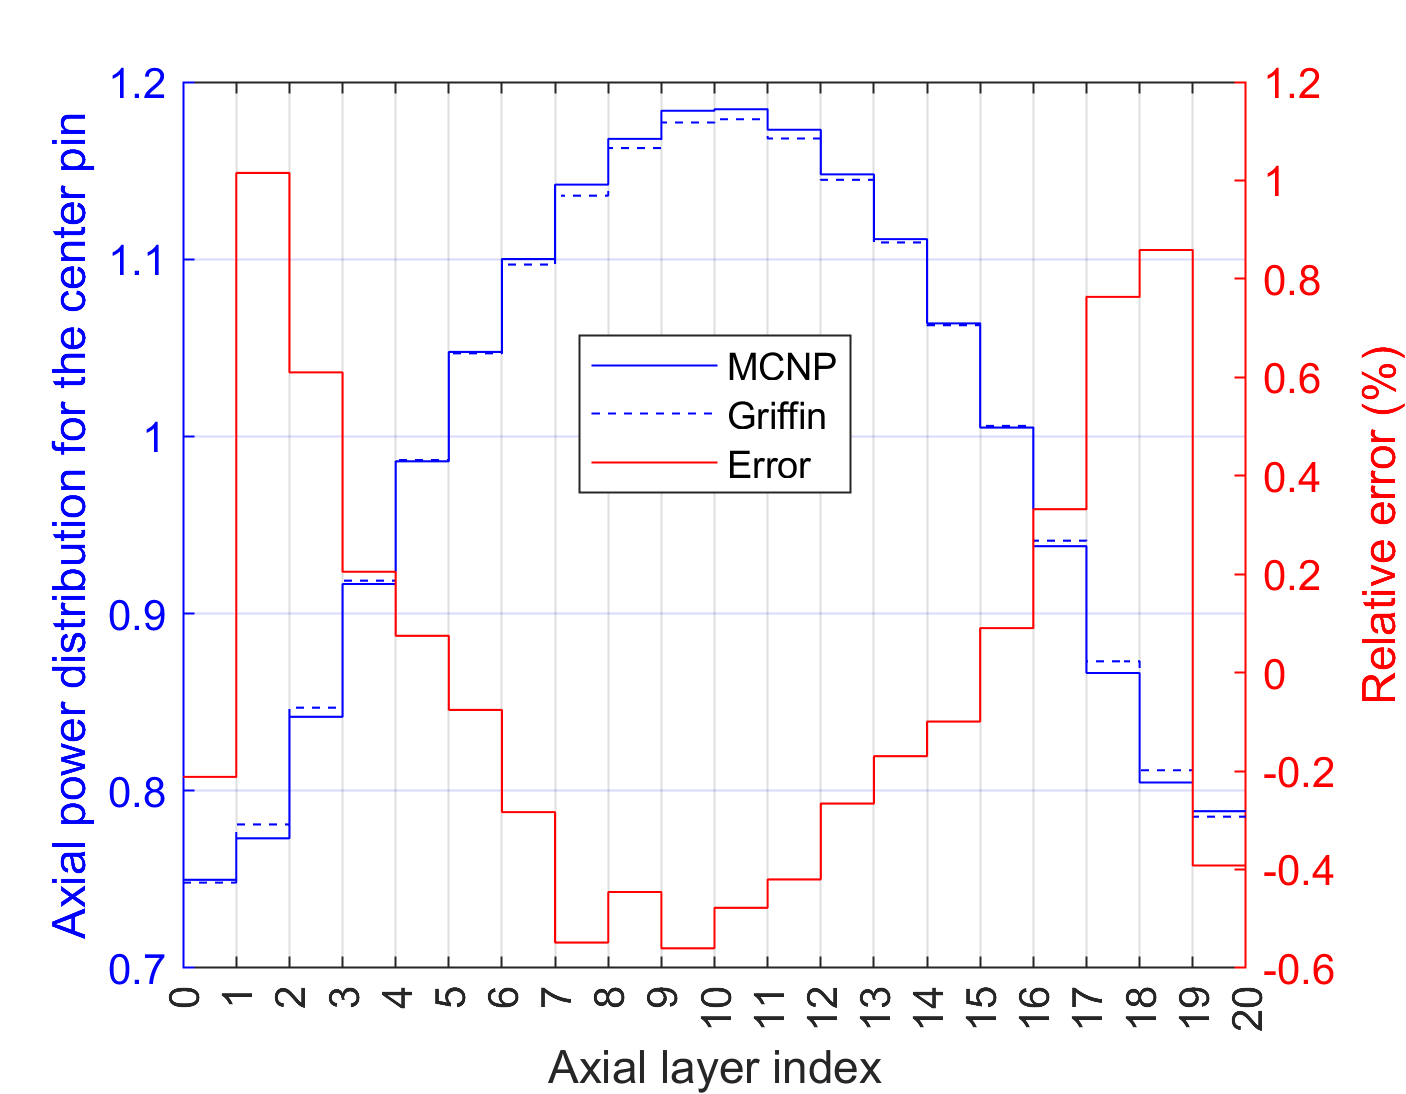 Axial power distribution for the center pin
1.2
1.1
1
0.9
0.8
0.7
MCNP
Griffin
Error
1.2
1
0.8
0.6
0.4
0.2
0
-0.2
-0.4
-0.6
Relative error (%)
0 1 2 3 4 5 6 7 8 9 10 11 12 13 14 15 16 17 18 19 20
Axial layer index